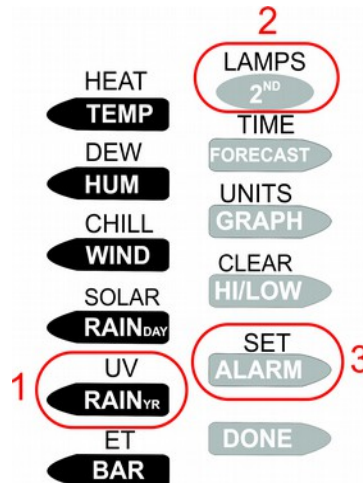 2
LAMPS
2ND
HEAT
TEMP
TIME
FORECAST
DEW
HUM
UNITS
GRAPH
CHILL
WIND
CLEAR
HI/LOW
SOLAR
RAINDAY
SET
ALARM
3
1
UV
RAINYR
DONE
ET
BAR